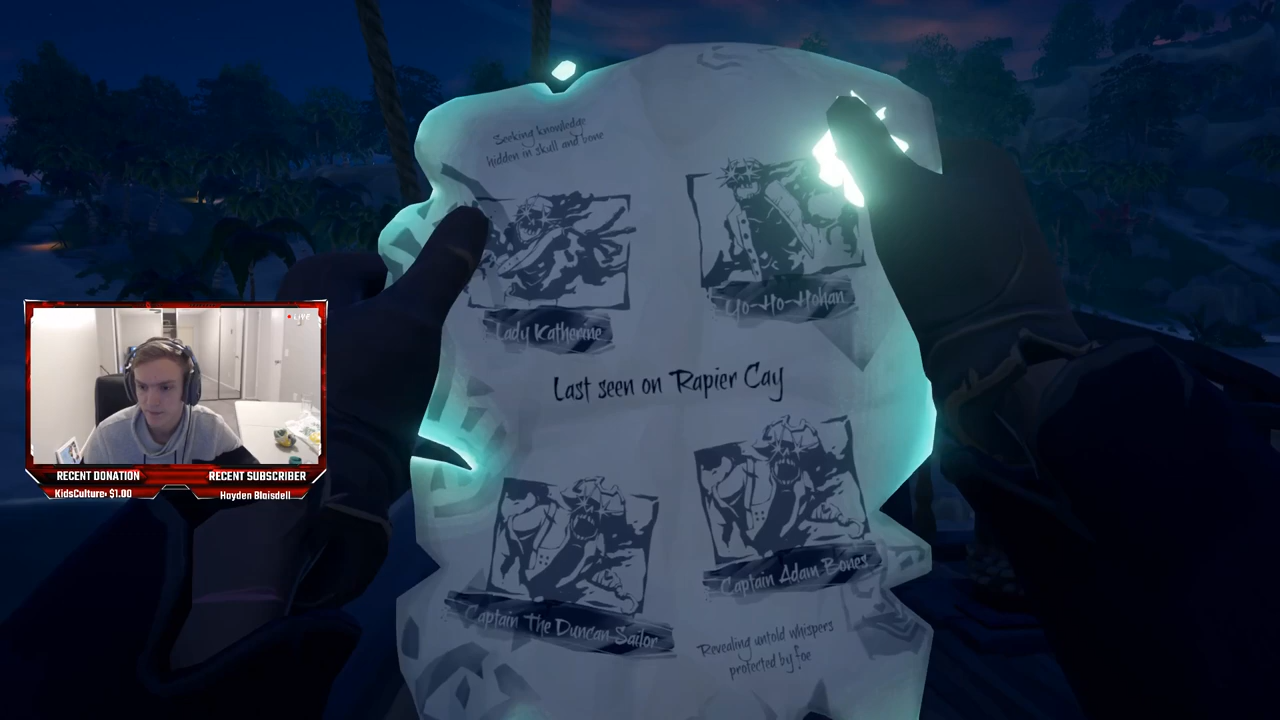 Seeking knowledge
hidden on skull and bone
Lady Katherine
Yo-Ho-Hohan
Last seen on Rapier Cay
Captain The Duncan Sailor
Captain Adam Bones
Revealing untold whispers
protected by foe
LIVE
RECENT DONATION
RECENT SUBSCRIBER
KidsCulture: $1.00
Hayden Blaisdell